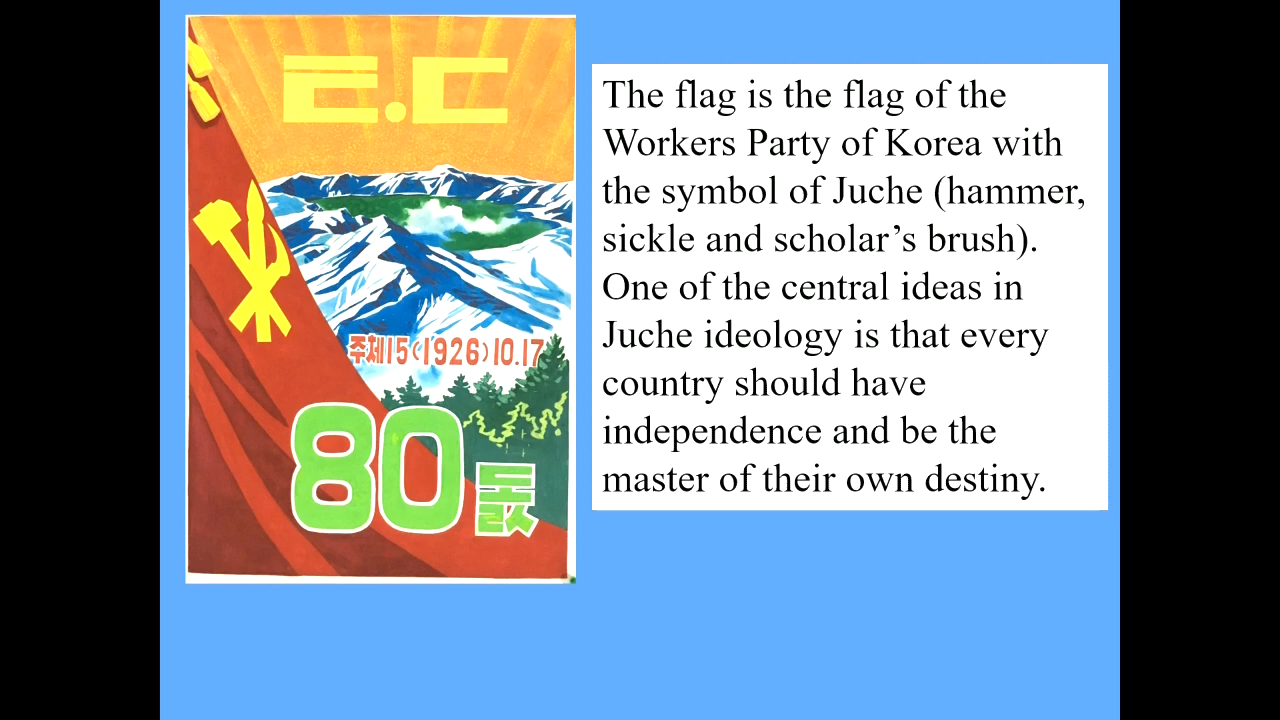 ㅌ.ㄷ
주체15(1926)10.17
80돐
The flag is the flag of the
Workers Party of Korea with
the symbol of Juche (hammer,
sickle and scholar’s brush).
One of the central ideas in
Juche ideology is that every
country should have
independence and be the
master of their own destiny.